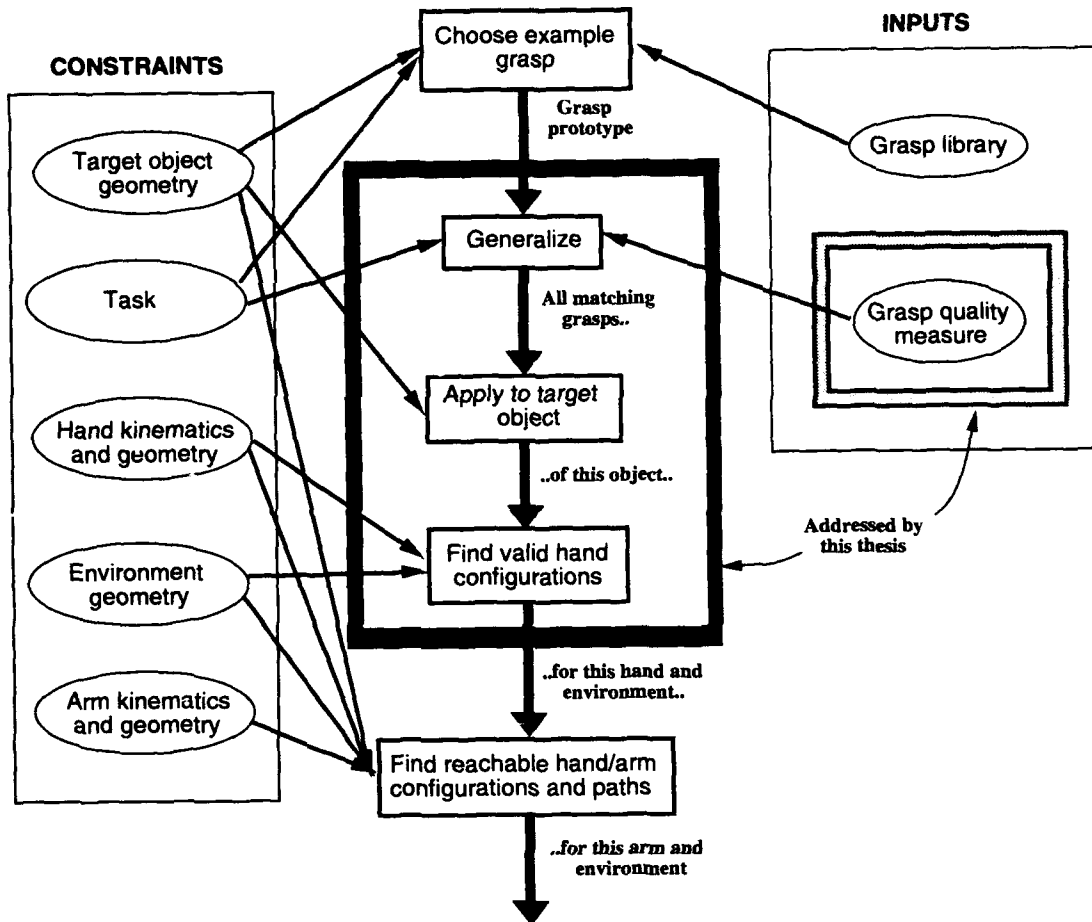 CONSTRAINTS
Target object
geometry
Task
Hand kinematics
and geometry
Environment
geometry
Arm kinematics
and geometry
Choose example
grasp
Grasp
prototype
Generalize
All matching
grasps..
Apply to target
object
..of this object..
Find valid hand
configurations
..for this hand and
environment..
Find reachable hand/arm
configurations and paths
..for this arm and
environment
INPUTS
Grasp library
Grasp quality
measure
Addressed by
this thesis